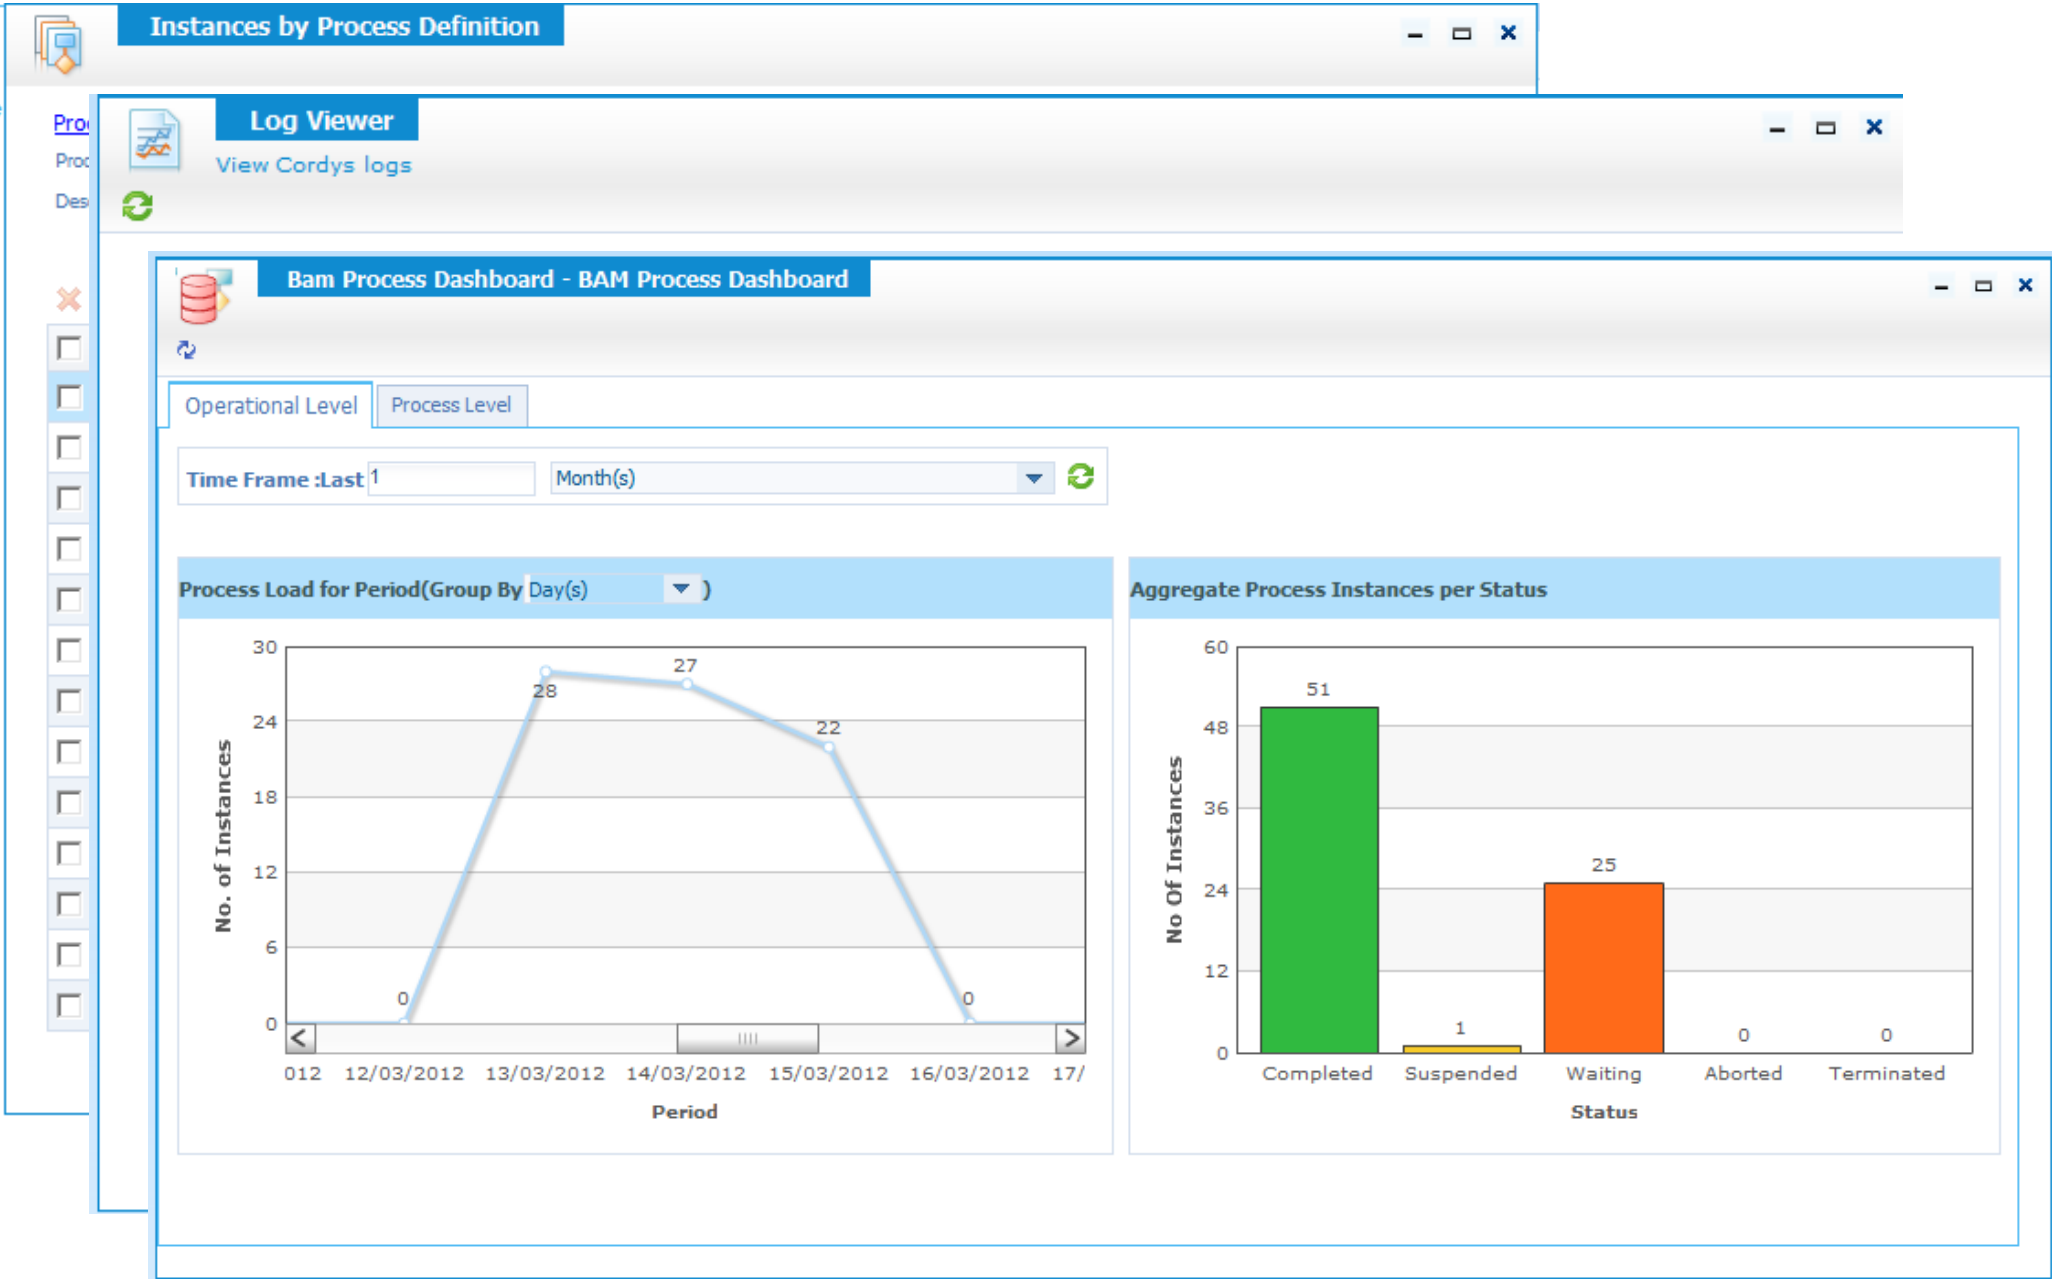 Instances by Process Definition
Log Viewer
View Cordys logs
Bam Process Dashboard - BAM Process Dashboard
Operational Level
Process Level
Time Frame :Last 1 Month(s)
Process Load for Period(Group By Day(s) )
No. of Instances
30
24
18
12
6
0
0
28
27
22
0
012 12/03/2012 13/03/2012 14/03/2012 15/03/2012 16/03/2012 17/
Period
Aggregate Process Instances per Status
No Of Instances
60
48
36
24
12
0
51
1
25
0
0
Completed Suspended Waiting Aborted Terminated
Status